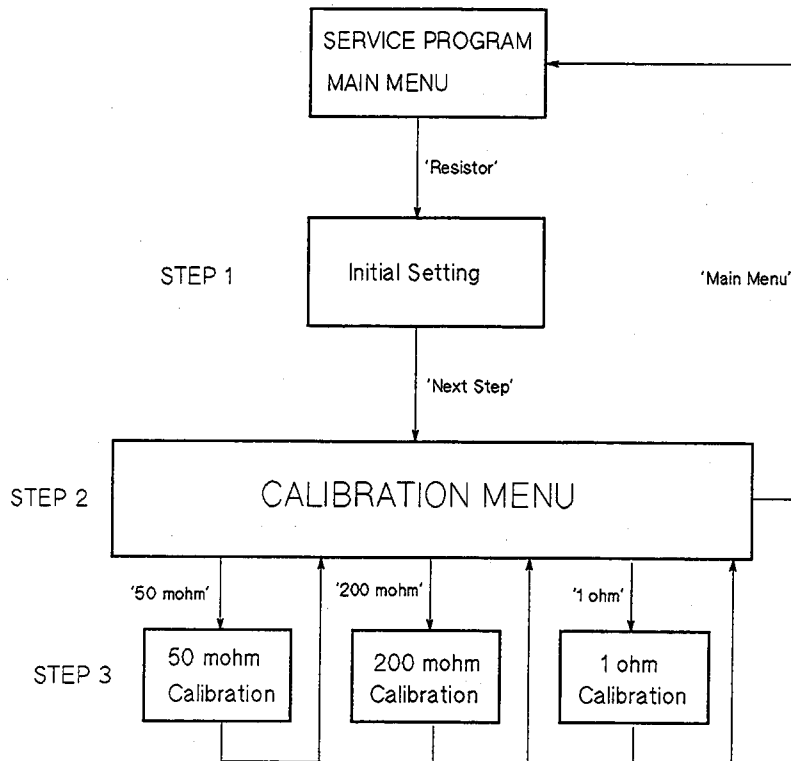 SERVICE PROGRAM
MAIN MENU
'Resistor'
STEP 1
Initial Setting
'Main Menu'
'Next Step'
STEP 2
CALIBRATION MENU
'50 mohm'
'200 mohm'
'1 ohm'
STEP 3
50 mohm
Calibration
200 mohm
Calibration
1 ohm
Calibration